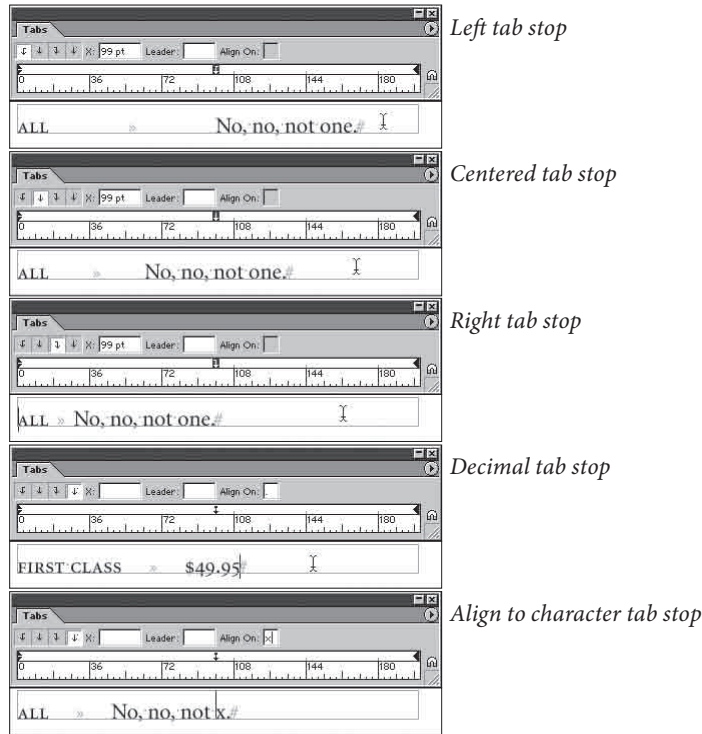 Left tab stop
Tabs
X: 99 pt Leader: Align On:
0 36 72 108 144 180
ALL » No, no, not one.#
Centered tab stop
Tabs
X: 99 pt Leader: Align On:
0 36 72 108 144 180
ALL » No, no, not one.#
Right tab stop
Tabs
X: 99 pt Leader: Align On:
0 36 72 108 144 180
ALL » No, no, not one.#
Decimal tab stop
Tabs
X: Leader: Align On: .
0 36 72 108 144 180
FIRST CLASS » $49.95#
Align to character tab stop
Tabs
X: Leader: Align On: x
0 36 72 108 144 180
ALL » No, no, not x.#